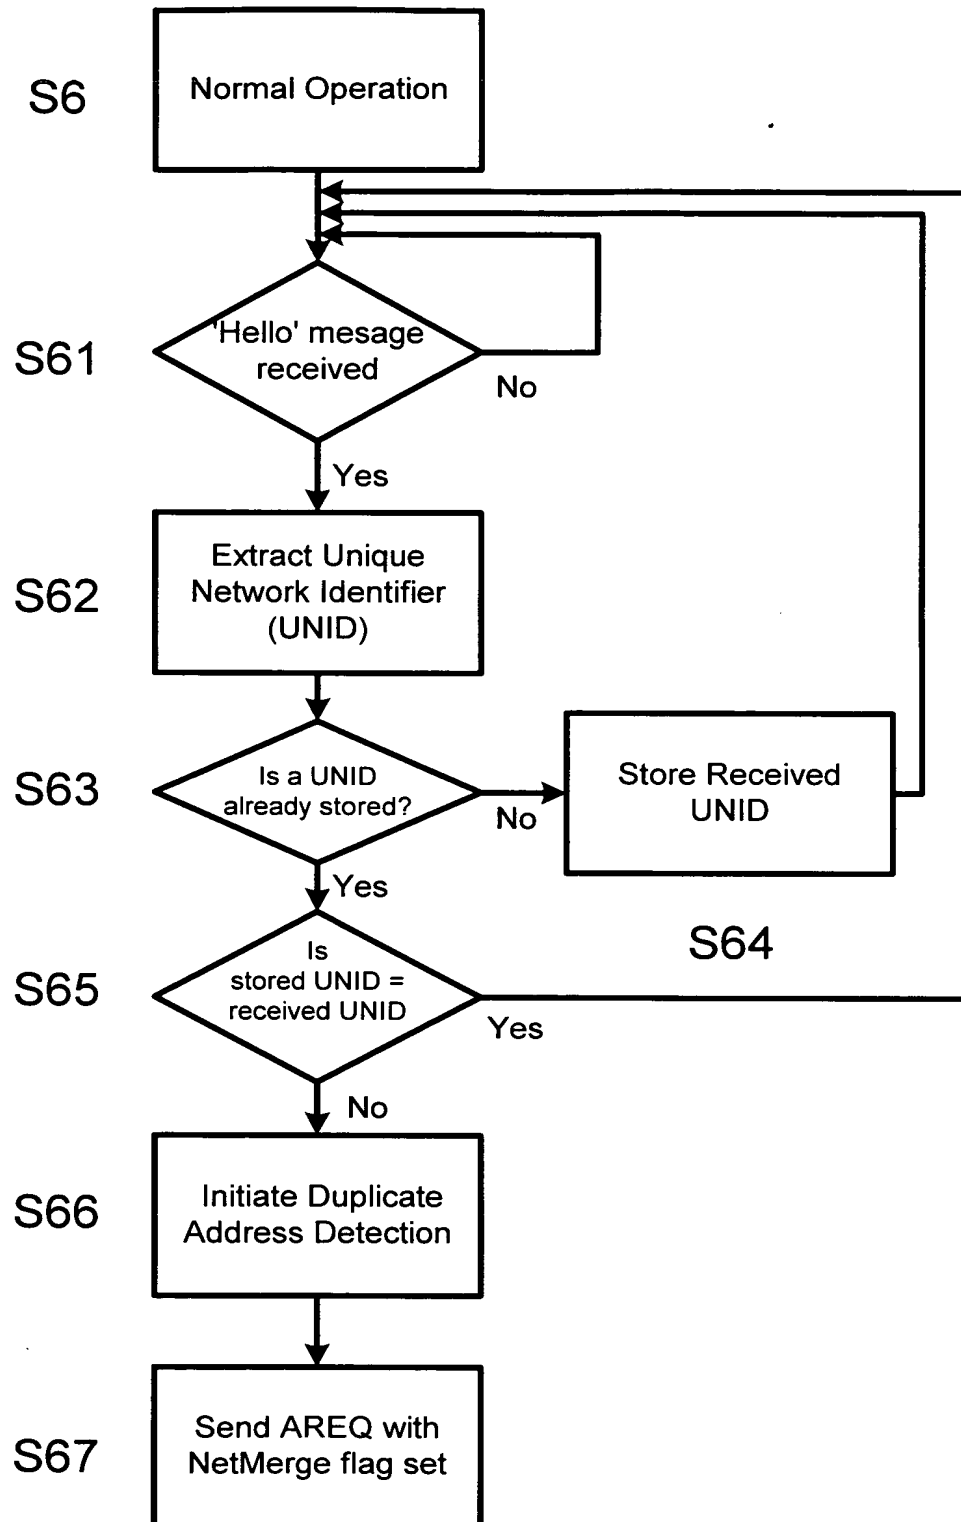 S6
Normal Operation
S61
'Hello' mesage
received
No
Yes
S62
Extract Unique
Network Identifier
(UNID)
S63
Is a UNID
already stored?
No
Store Received
UNID
Yes
S64
S65
Is
stored UNID =
received UNID
Yes
No
S66
Initiate Duplicate
Address Detection
S67
Send AREQ with
NetMerge flag set